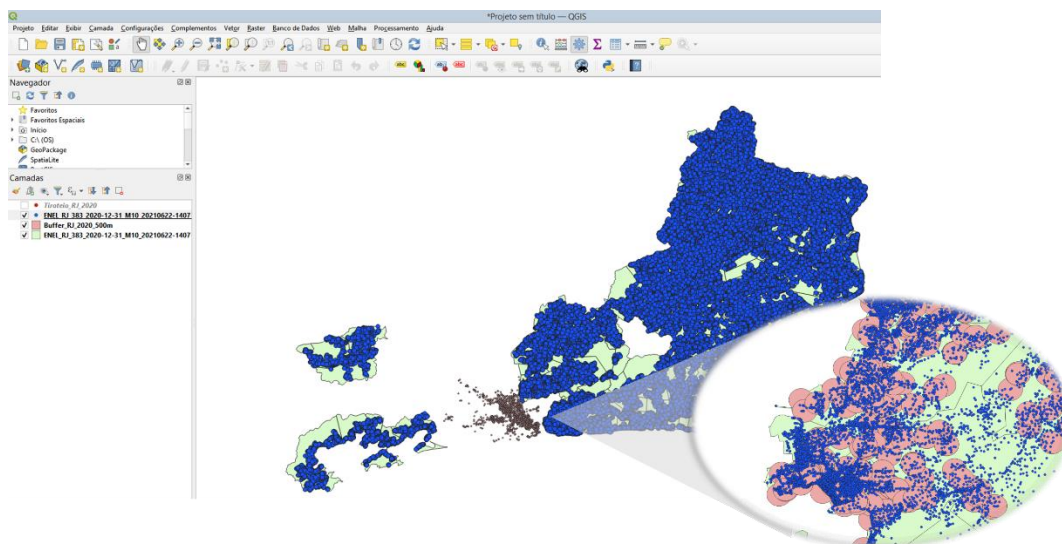 *Projeto sem título — QGIS
Projeto Editar Exibir Camada Configurações Complementos Vetor Raster Banco de Dados Web Malha Processamento Ajuda
Navegador
Favoritos
Favoritos Espaciais
Início
C:\ (OS)
GeoPackage
SpatiaLite
Camadas
Tiroteio_RJ_2020
ENEL_RJ_383_2020-12-31_M10_20210622-1407
Buffer_RJ_2020_500m
ENEL_RJ_383_2020-12-31_M10_20210622-1407